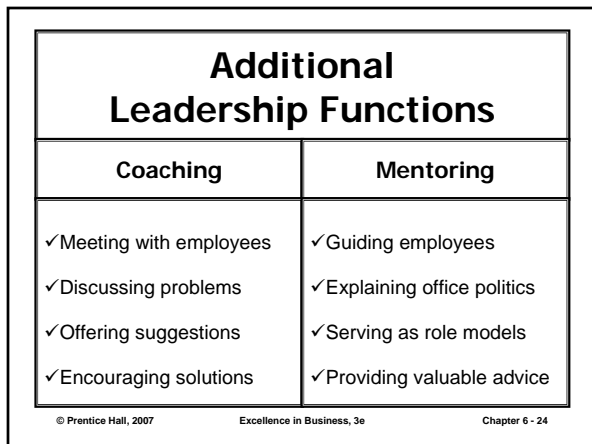 Additional
Leadership Functions
Coaching
Mentoring
✓Meeting with employees
✓Discussing problems
✓Offering suggestions
✓Encouraging solutions
✓Guiding employees
✓Explaining office politics
✓Serving as role models
✓Providing valuable advice
© Prentice Hall, 2007
Excellence in Business, 3e
Chapter 6 - 24